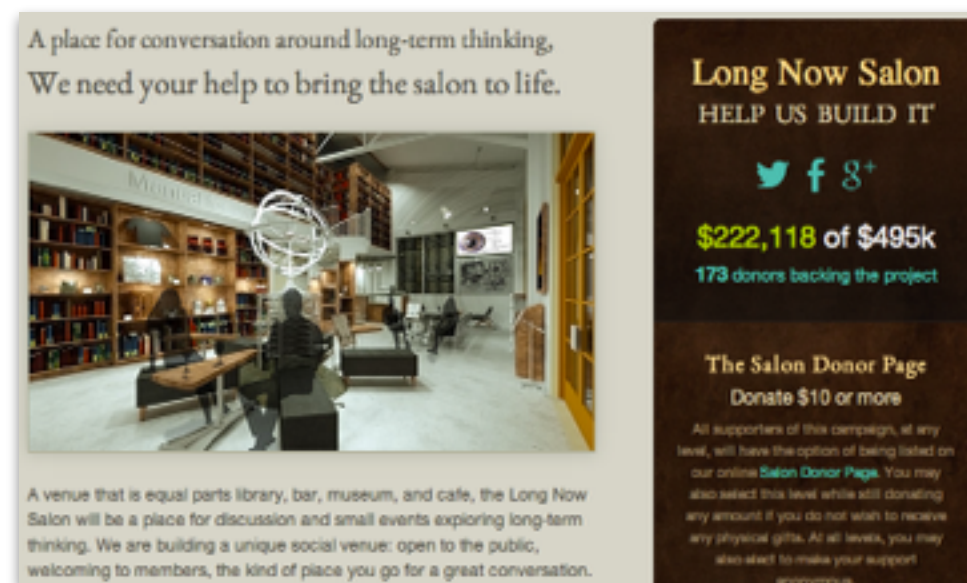 A place for conversation around long-term thinking,
We need your help to bring the salon to life.
Manual
A venue that is equal parts library, bar, museum, and cafe, the Long Now
Salon will be a place for discussion and small events exploring long-term
thinking. We are building a unique social venue: open to the public,
welcoming to members, the kind of place you go for a great conversation.
Long Now Salon
HELP US BUILD IT
$222,118 of $495k
173 donors backing the project
The Salon Donor Page
Donate $10 or more
All supporters of this campaign, at any
level, will have the option of being listed on
our online Salon Donor Page. You may
also select this level while still donating
any amount if you do not wish to receive
any physical gifts. At all levels, you may
also elect to make your support